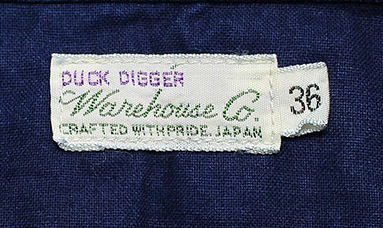 DUCK DIGGER
Warehouse Co.
CRAFTED WITH PRIDE. JAPAN
36